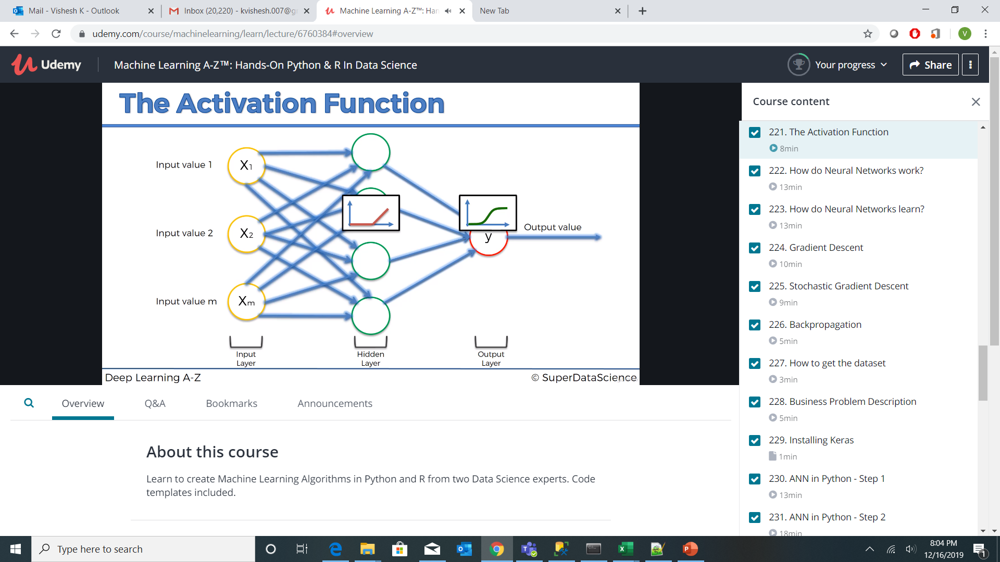 Mail - Vishesh K - Outlook
Inbox (20,220) - kvishesh.007@g
Machine Learning A-Z™: Han
New Tab
udemy.com/course/machinelearning/learn/lecture/6760384#overview
V
Udemy
Machine Learning A-Z™: Hands-On Python & R In Data Science
Your progress
Share
The Activation Function
Input value 1
X1
Input value 2
X2
Input value m
Xm
y
Output value
Input
Layer
Hidden
Layer
Output
Layer
Deep Learning A-Z
© SuperDataScience
Course content
221. The Activation Function
8min
222. How do Neural Networks work?
13min
223. How do Neural Networks learn?
13min
224. Gradient Descent
10min
225. Stochastic Gradient Descent
9min
226. Backpropagation
5min
227. How to get the dataset
3min
228. Business Problem Description
5min
229. Installing Keras
1min
230. ANN in Python - Step 1
13min
231. ANN in Python - Step 2
18min
Overview
Q&A
Bookmarks
Announcements
About this course
Learn to create Machine Learning Algorithms in Python and R from two Data Science experts. Code
templates included.
Type here to search
8:04 PM
12/16/2019
1